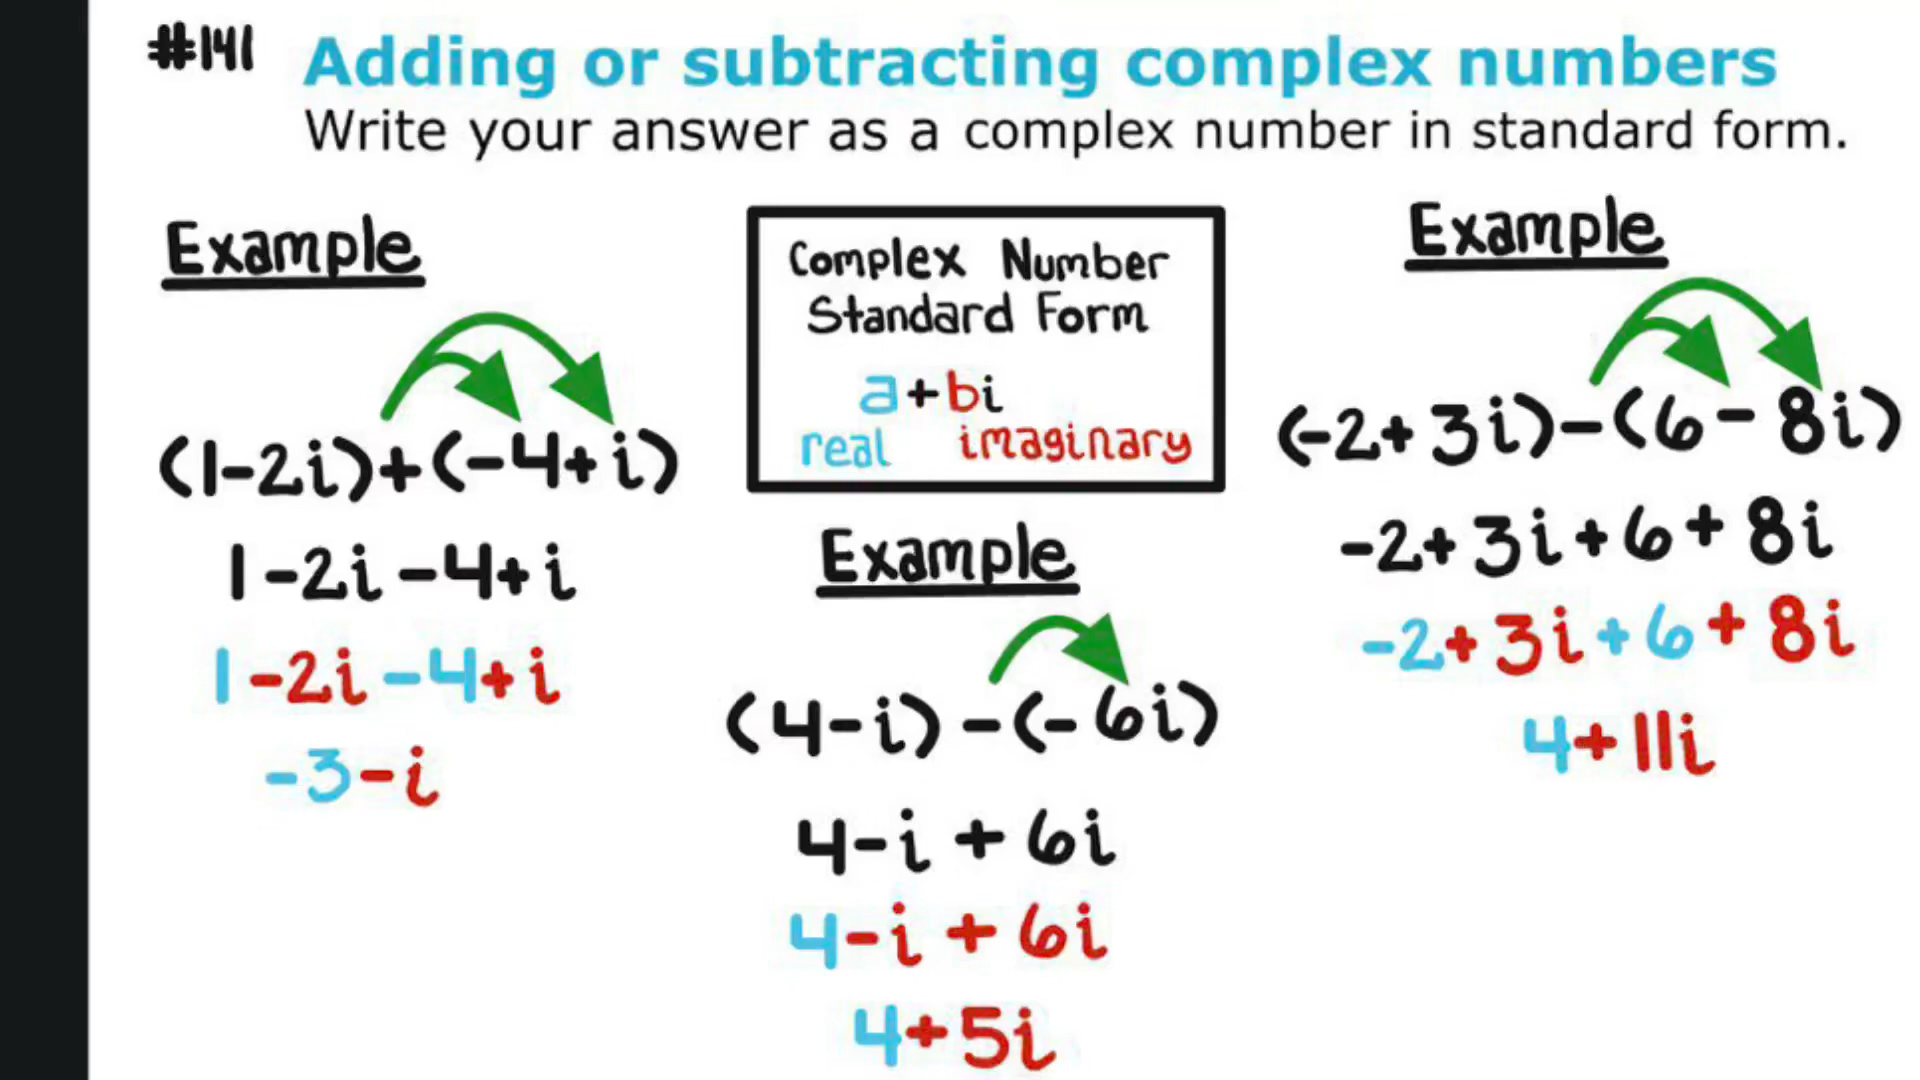 #141 Adding or subtracting complex numbers
Write your answer as a complex number in standard form.
Example
(1-2i)+(-4+i)
1-2i-4+i
1-2i-4+i
-3-i
Complex Number
Standard Form
a+bi
real imaginary
Example
(4-i)-(-6i)
4-i+6i
4-i+6i
4+5i
Example
(-2+3i)-(6-8i)
-2+3i+6+8i
-2+3i+6+8i
4+11i